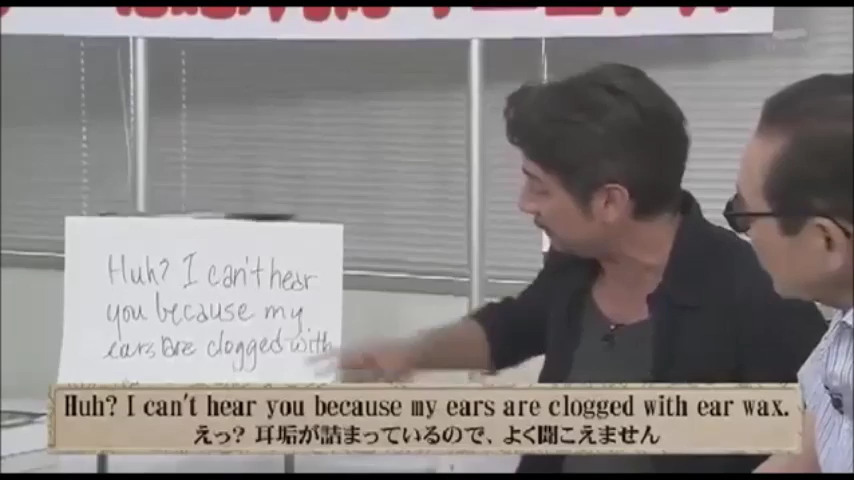 Huh? I can't hear
you because my
ears are clogged with
Huh? I can't hear you because my ears are clogged with ear wax.
えっ? 耳垢が詰まっているので、よく聞こえません